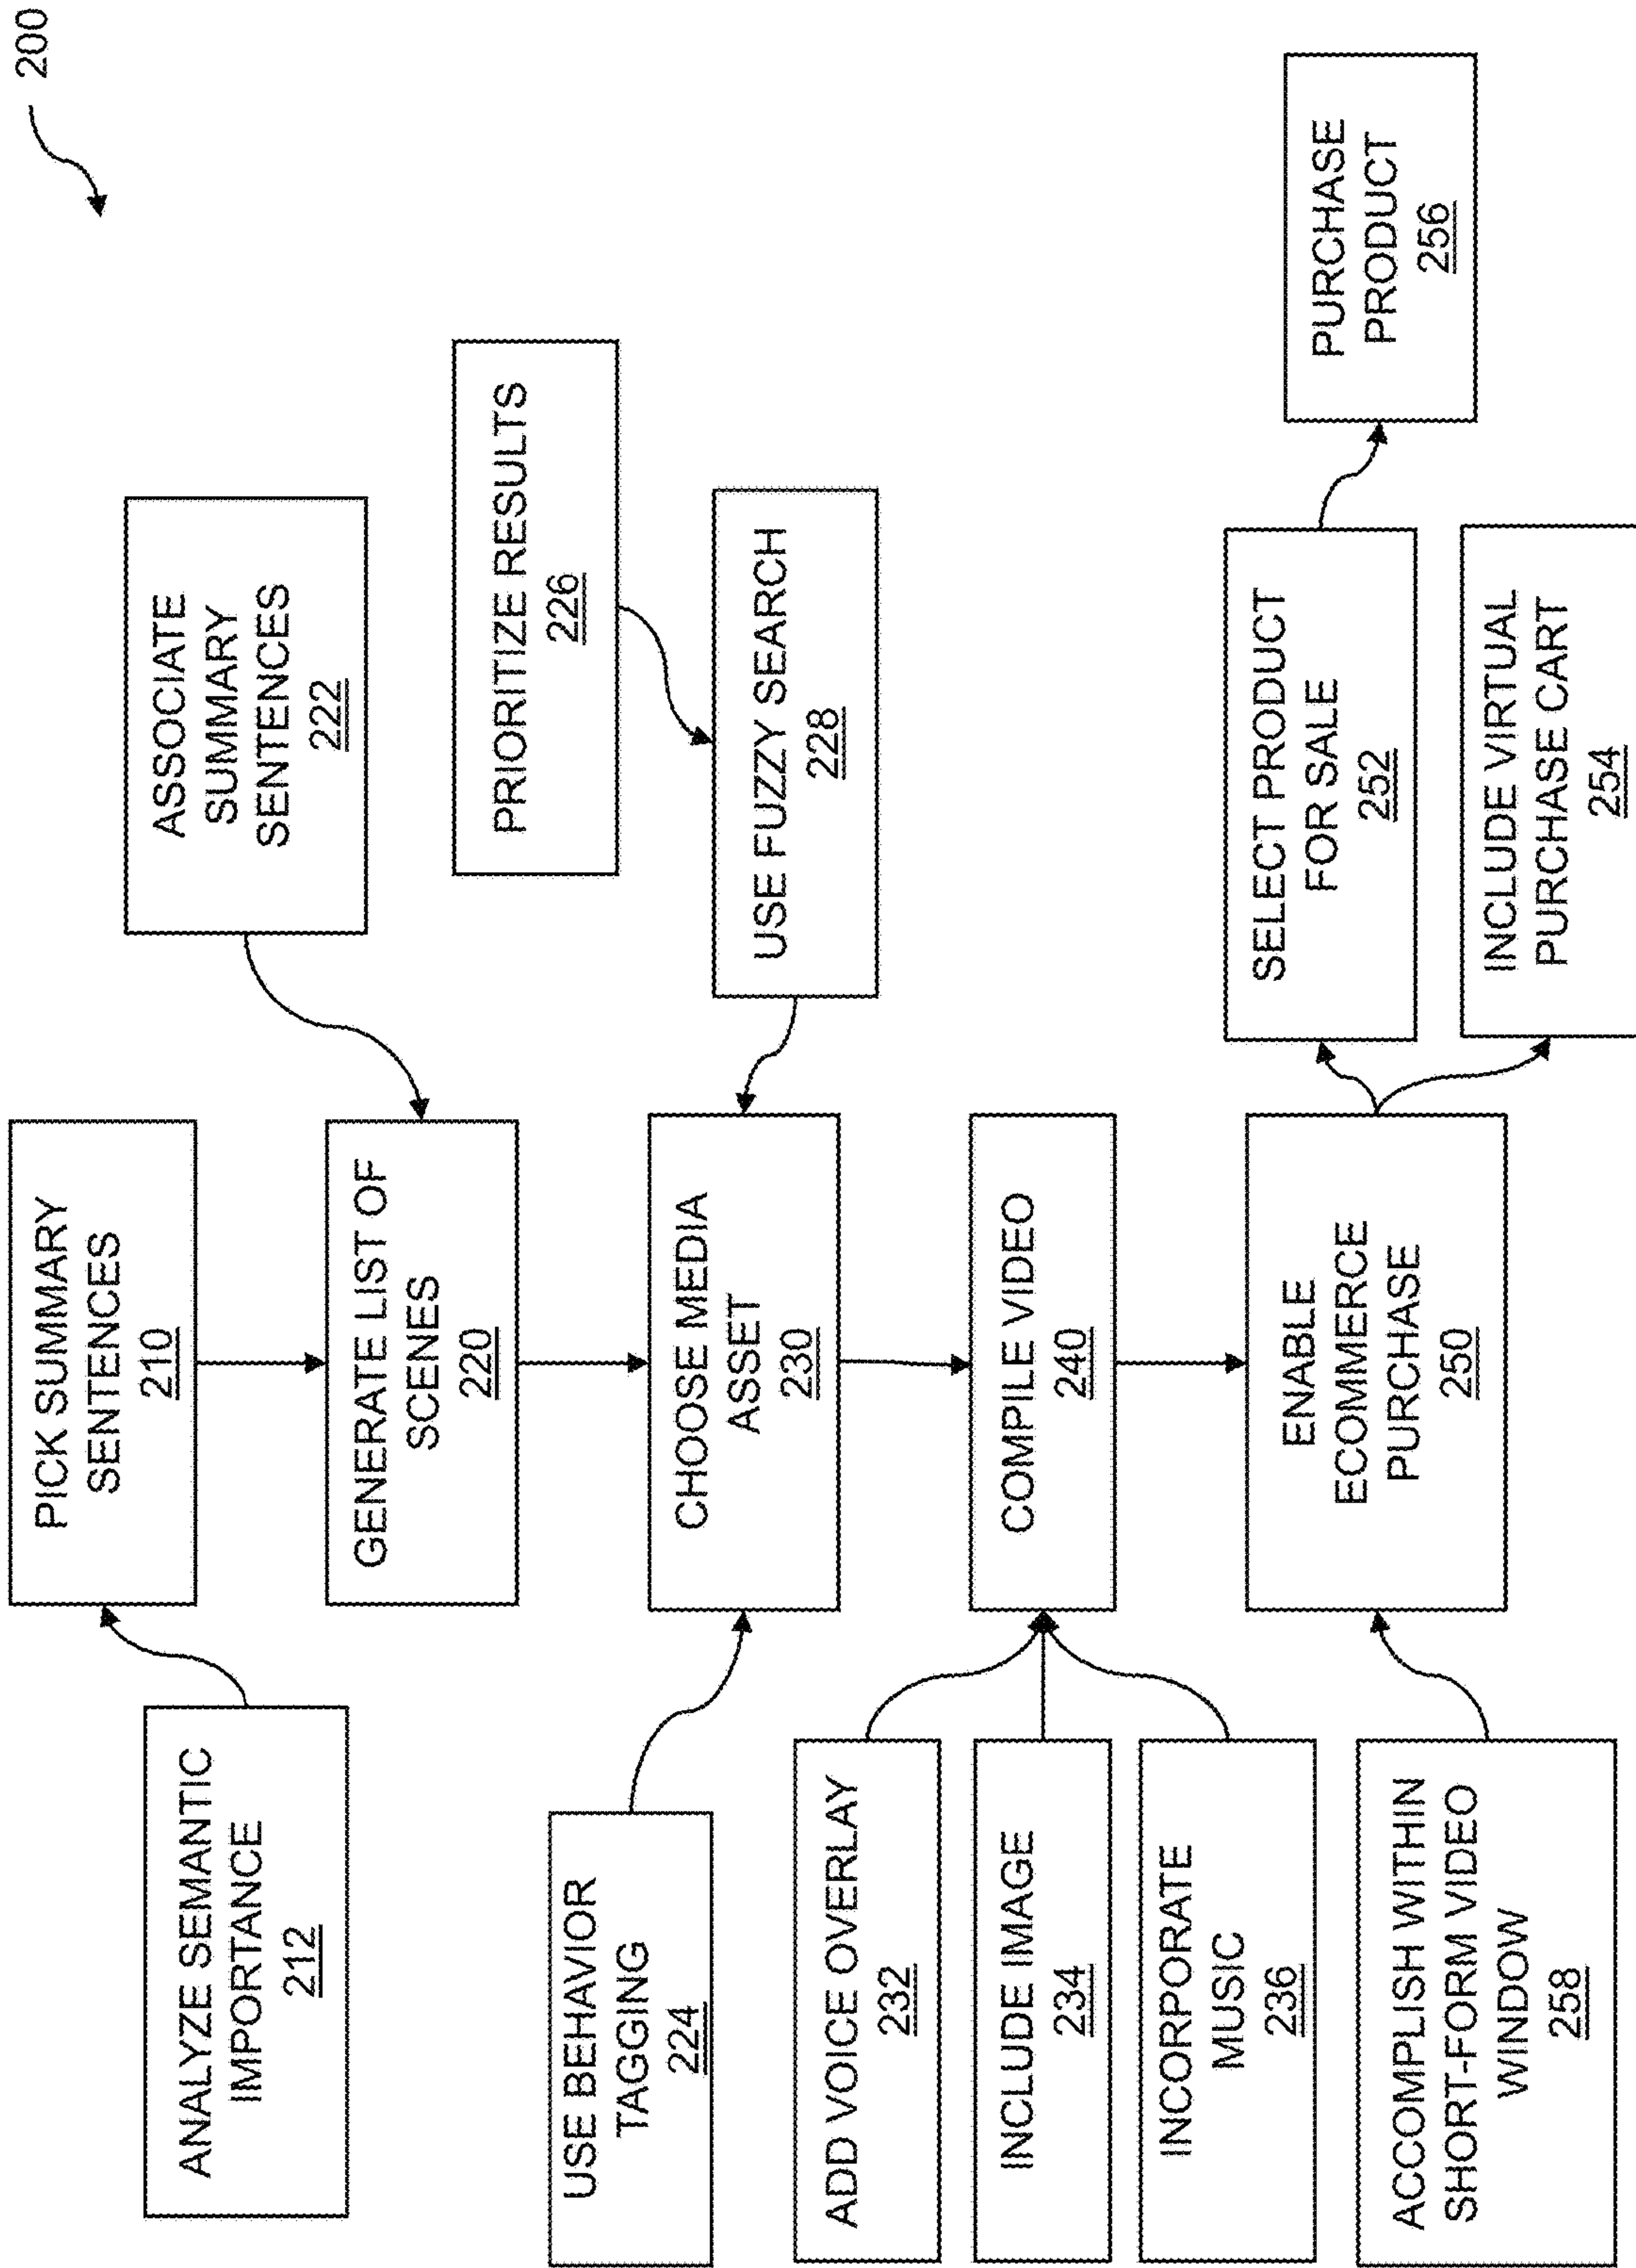 200
PICK SUMMARY
SENTENCES
210
ANALYZE SEMANTIC
IMPORTANCE
212
GENERATE LIST OF
SCENES
220
ASSOCIATE
SUMMARY
SENTENCES
222
USE BEHAVIOR
TAGGING
224
CHOOSE MEDIA
ASSET
230
PRIORITIZE RESULTS
226
USE FUZZY SEARCH
228
ADD VOICE OVERLAY
232
INCLUDE IMAGE
234
INCORPORATE
MUSIC
236
COMPILE VIDEO
240
ACCOMPLISH WITHIN
SHORT-FORM VIDEO
WINDOW
258
ENABLE
ECOMMERCE
PURCHASE
250
SELECT PRODUCT
FOR SALE
252
INCLUDE VIRTUAL
PURCHASE CART
254
PURCHASE
PRODUCT
256